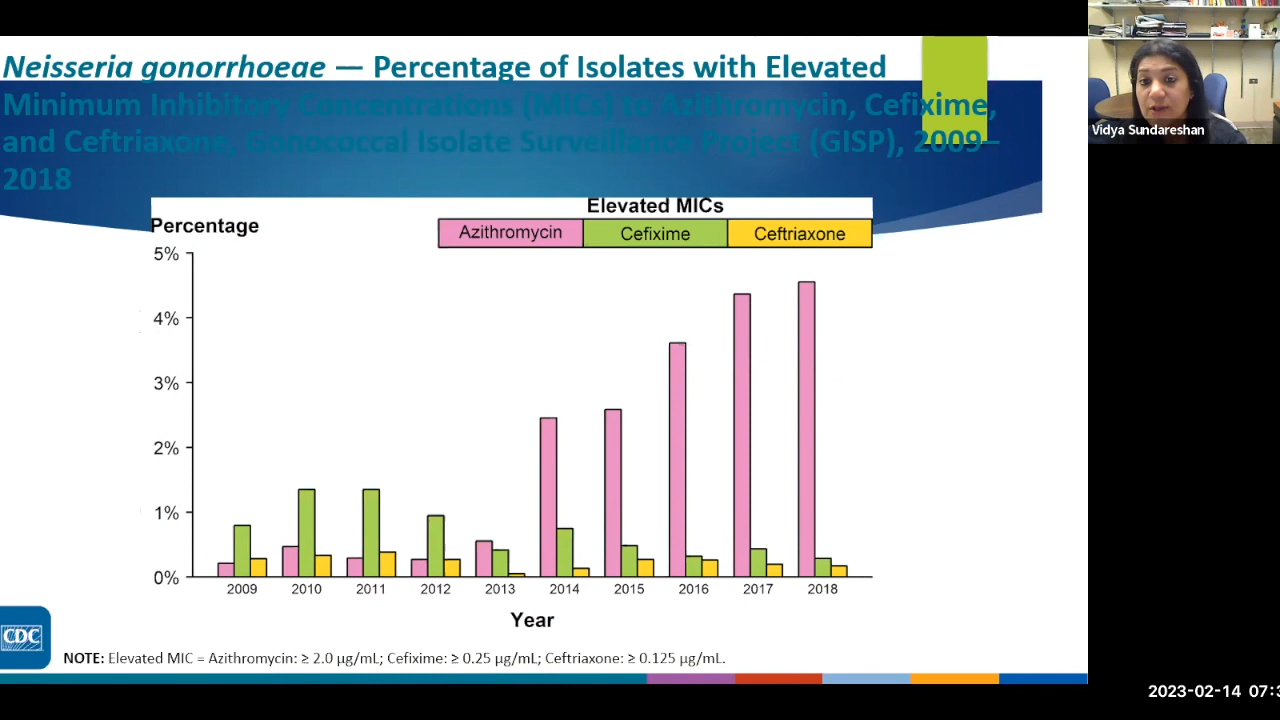 Neisseria gonorrhoeae — Percentage of Isolates with Elevated
Minimum Inhibitory Concentrations (MICs) to Azithromycin, Cefixime,
and Ceftriaxone, Gonococcal Isolate Surveillance Project (GISP), 2009–
2018
Vidya Sundareshan
Elevated MICs
Percentage
Azithromycin Cefixime Ceftriaxone
5%
4%
3%
2%
1%
0%
2009 2010 2011 2012 2013 2014 2015 2016 2017 2018
Year
CDC
NOTE: Elevated MIC = Azithromycin: ≥ 2.0 µg/mL; Cefixime: ≥ 0.25 µg/mL; Ceftriaxone: ≥ 0.125 µg/mL.
2023-02-14 07:3